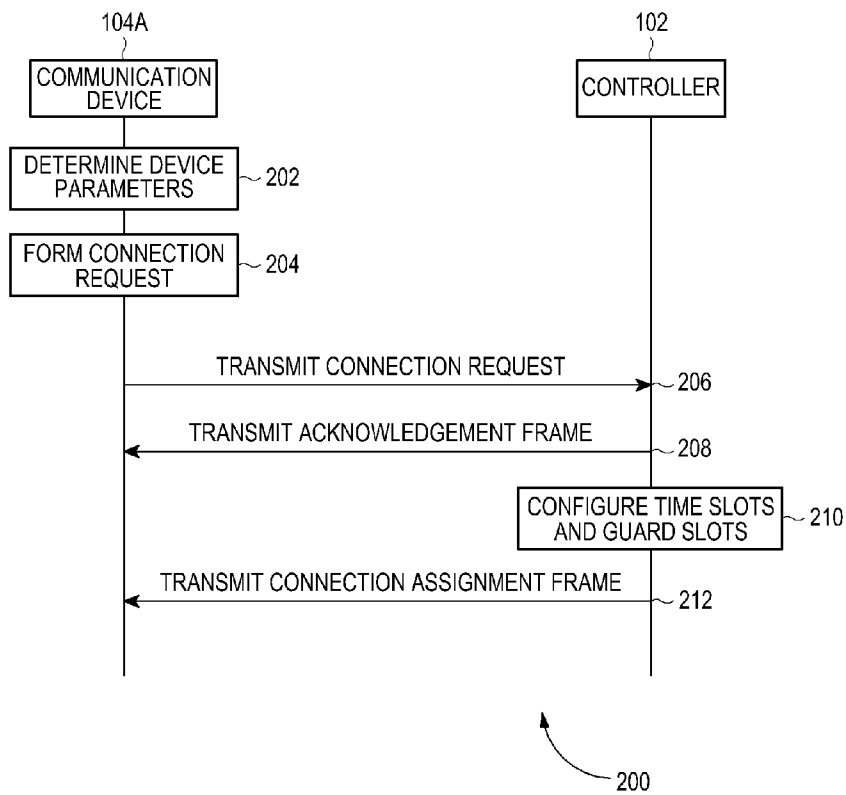 104A
102
COMMUNICATION
DEVICE
CONTROLLER
DETERMINE DEVICE
PARAMETERS
202
FORM CONNECTION
REQUEST
204
TRANSMIT CONNECTION REQUEST
206
TRANSMIT ACKNOWLEDGEMENT FRAME
208
CONFIGURE TIME SLOTS
AND GUARD SLOTS
210
TRANSMIT CONNECTION ASSIGNMENT FRAME
212
200